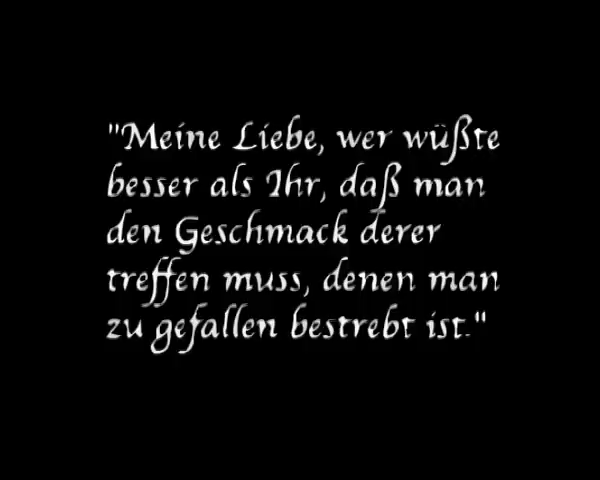 "Meine Liebe, wer wüßte
besser als Ihr, daß man
den Geschmack derer
treffen muss, denen man
zu gefallen bestrebt ist."